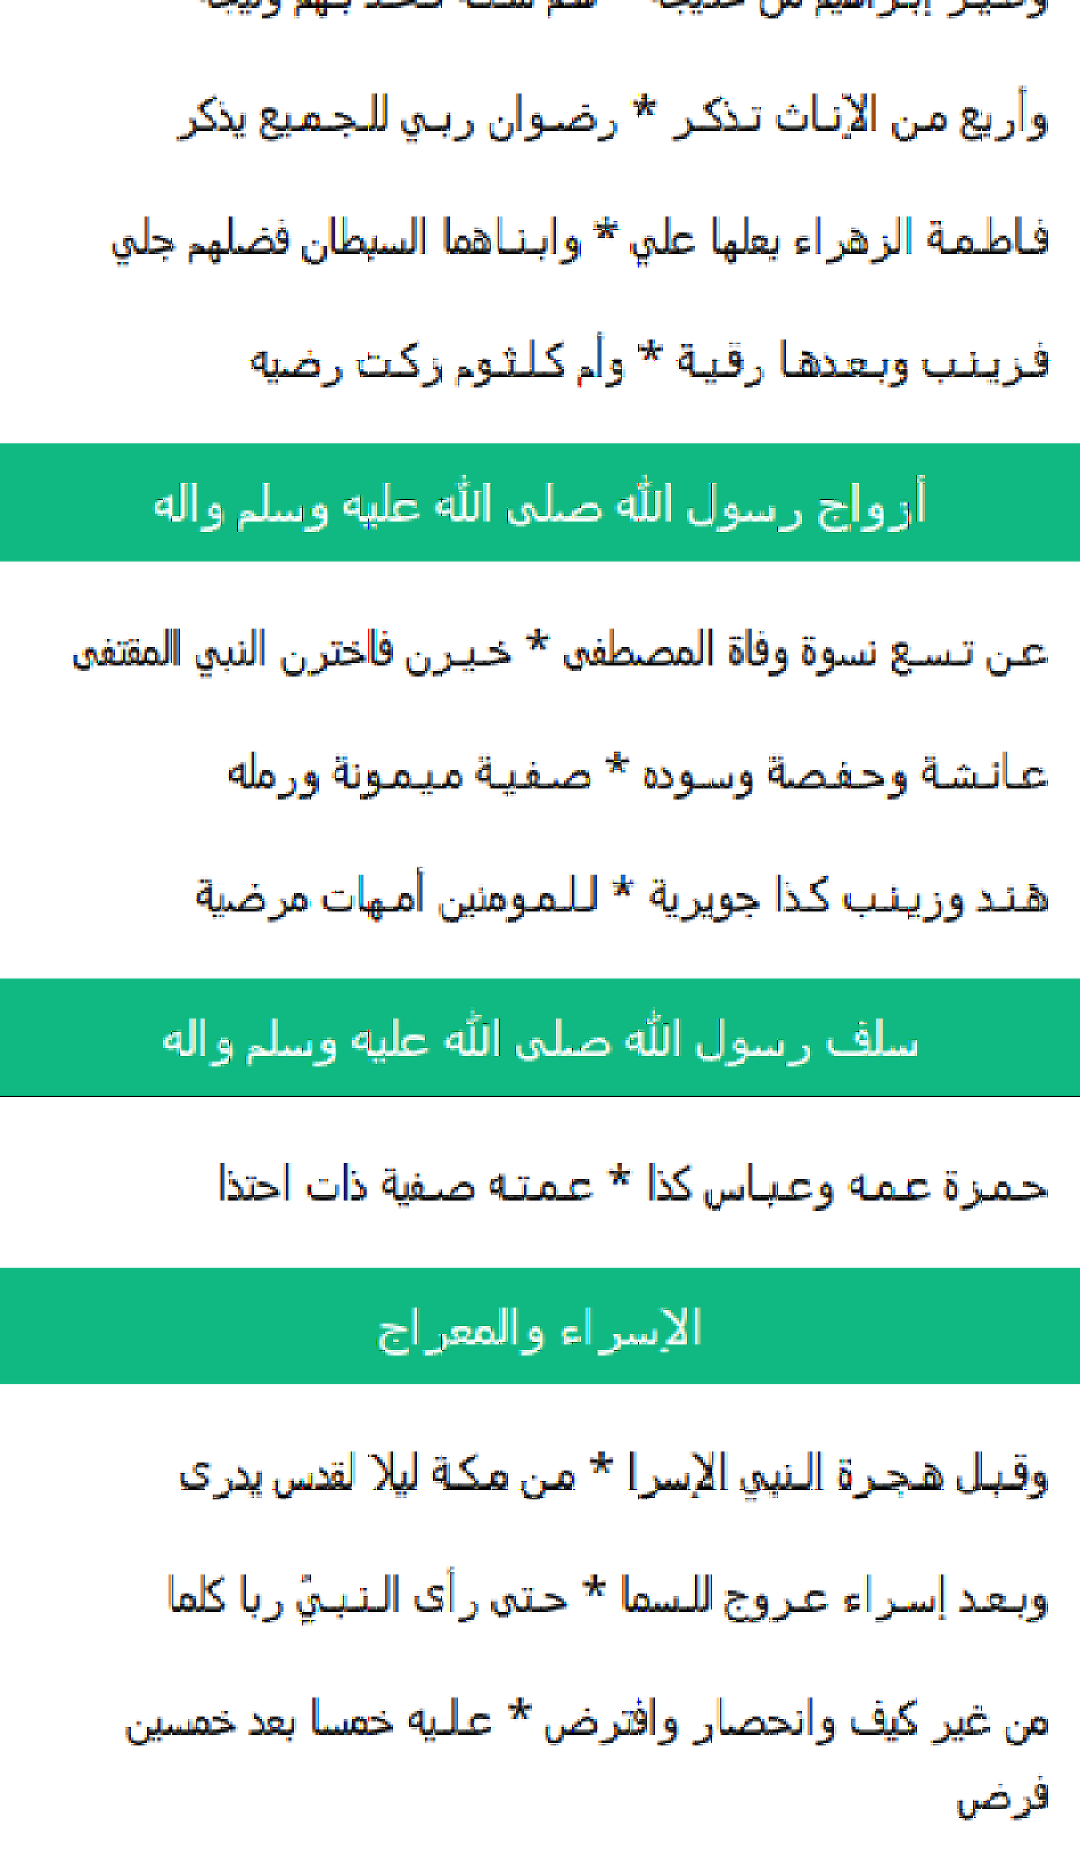 وأربع من الإناث تذكر * رضوان ربي للجميع يذكر
فاطمة الزهراء بعلها علي * وابناهما السبطان فضلهم جلي
فزينب وبعدها رقية * وأم كلثوم زكت رضيه
أزواج رسول الله صلى الله عليه وسلم واله
عن تسع نسوة وفاة المصطفى * خيرن فاخترن النبي المقتفى
عائشة وحفصة وسوده * صفية ميمونة ورمله
هند وزينب كذا جويرية * للمومنين أمهات مرضية
سلف رسول الله صلى الله عليه وسلم واله
حمزة عمه وعباس كذا * عمته صفية ذات احتذا
الإسراء والمعراج
وقبل هجرة النبي الإسرا * من مكة ليلا لقدس يدرى
وبعد إسراء عروج للسما * حتى رأى النبيّ ربا كلما
من غير كيف وانحصار وافترض * عليه خمسا بعد خمسين
فرض